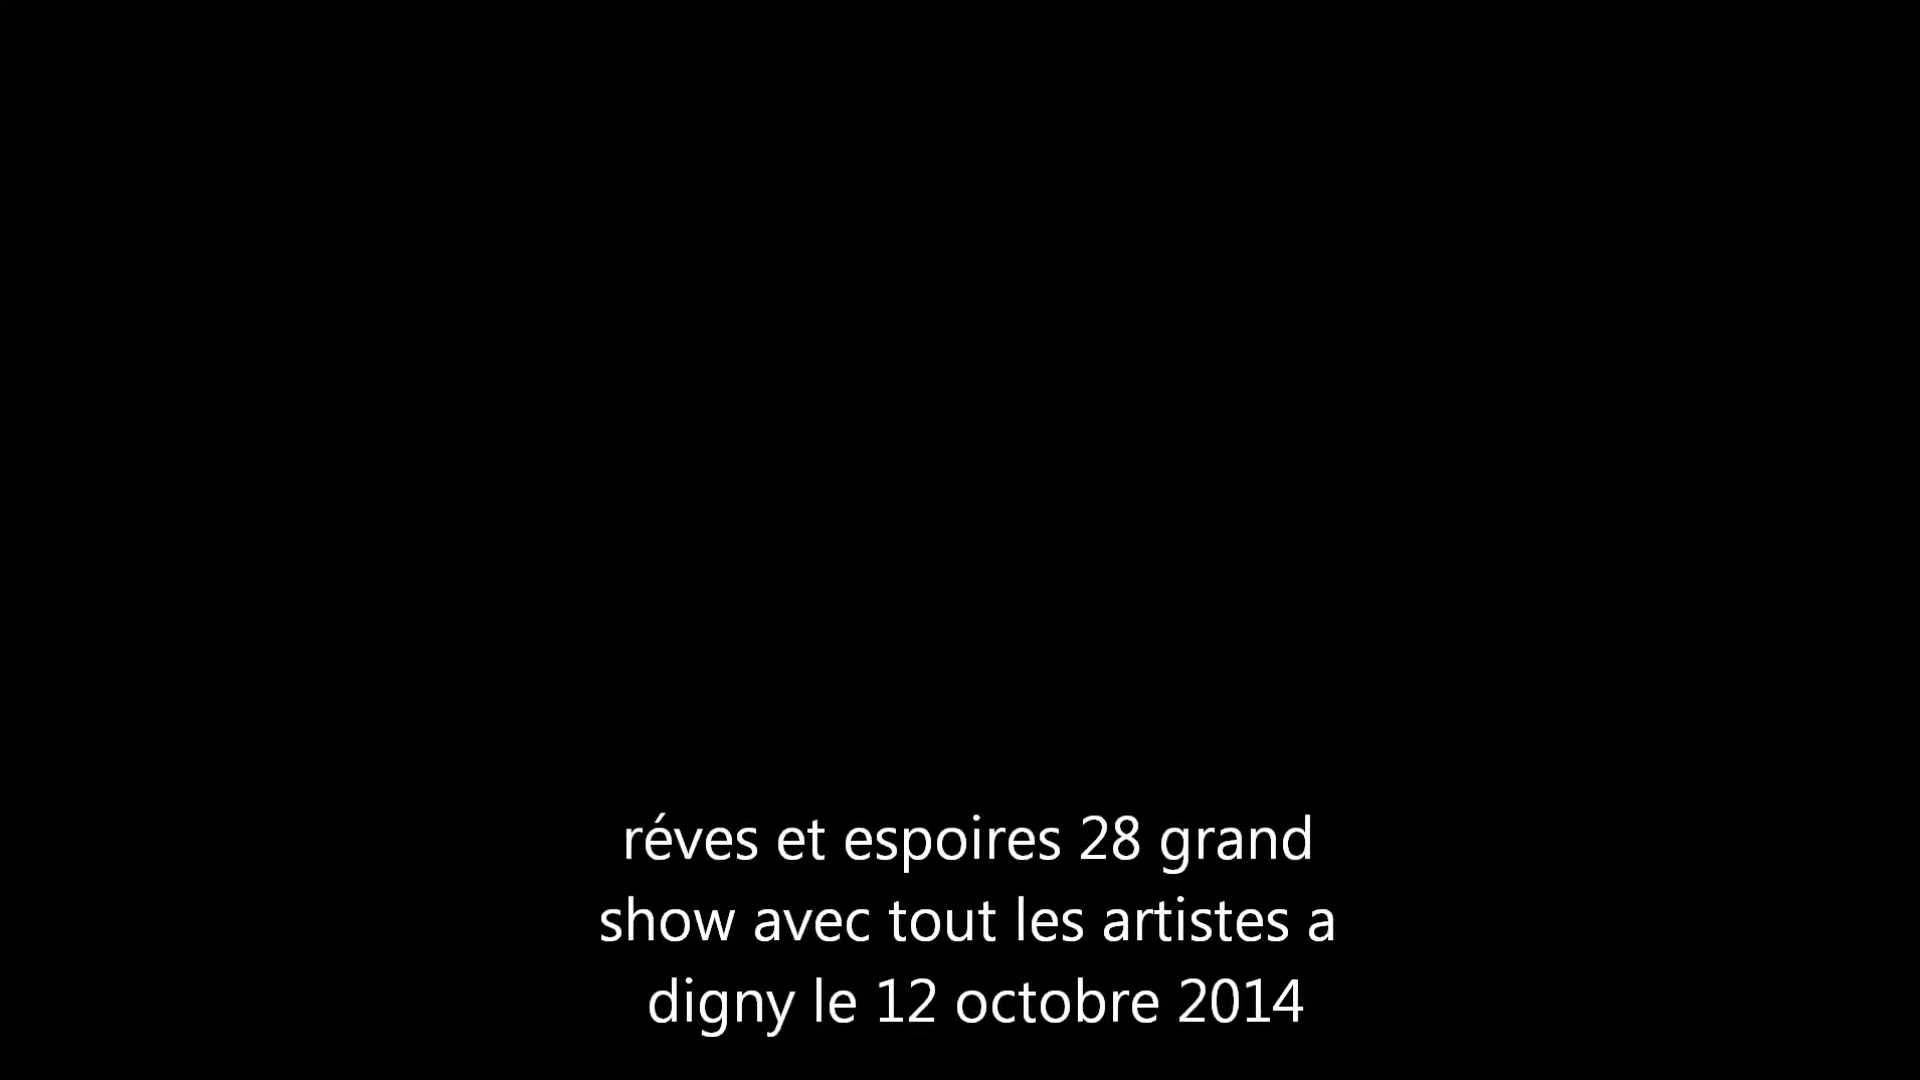 réves et espoires 28 grand
show avec tout les artistes a
digny le 12 octobre 2014